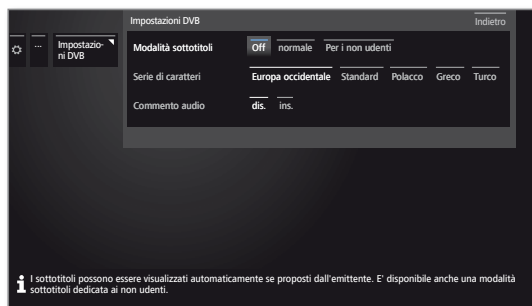 Impostazioni DVB
Indietro
...
Impostazio-
ni DVB
Modalità sottotitoli
Off normale Per i non udenti
Serie di caratteri
Europa occidentale Standard Polacco Greco Turco
Commento audio
dis. ins.
I sottotitoli possono essere visualizzati automaticamente se proposti dall'emittente. E' disponibile anche una modalità
sottotitoli dedicata ai non udenti.